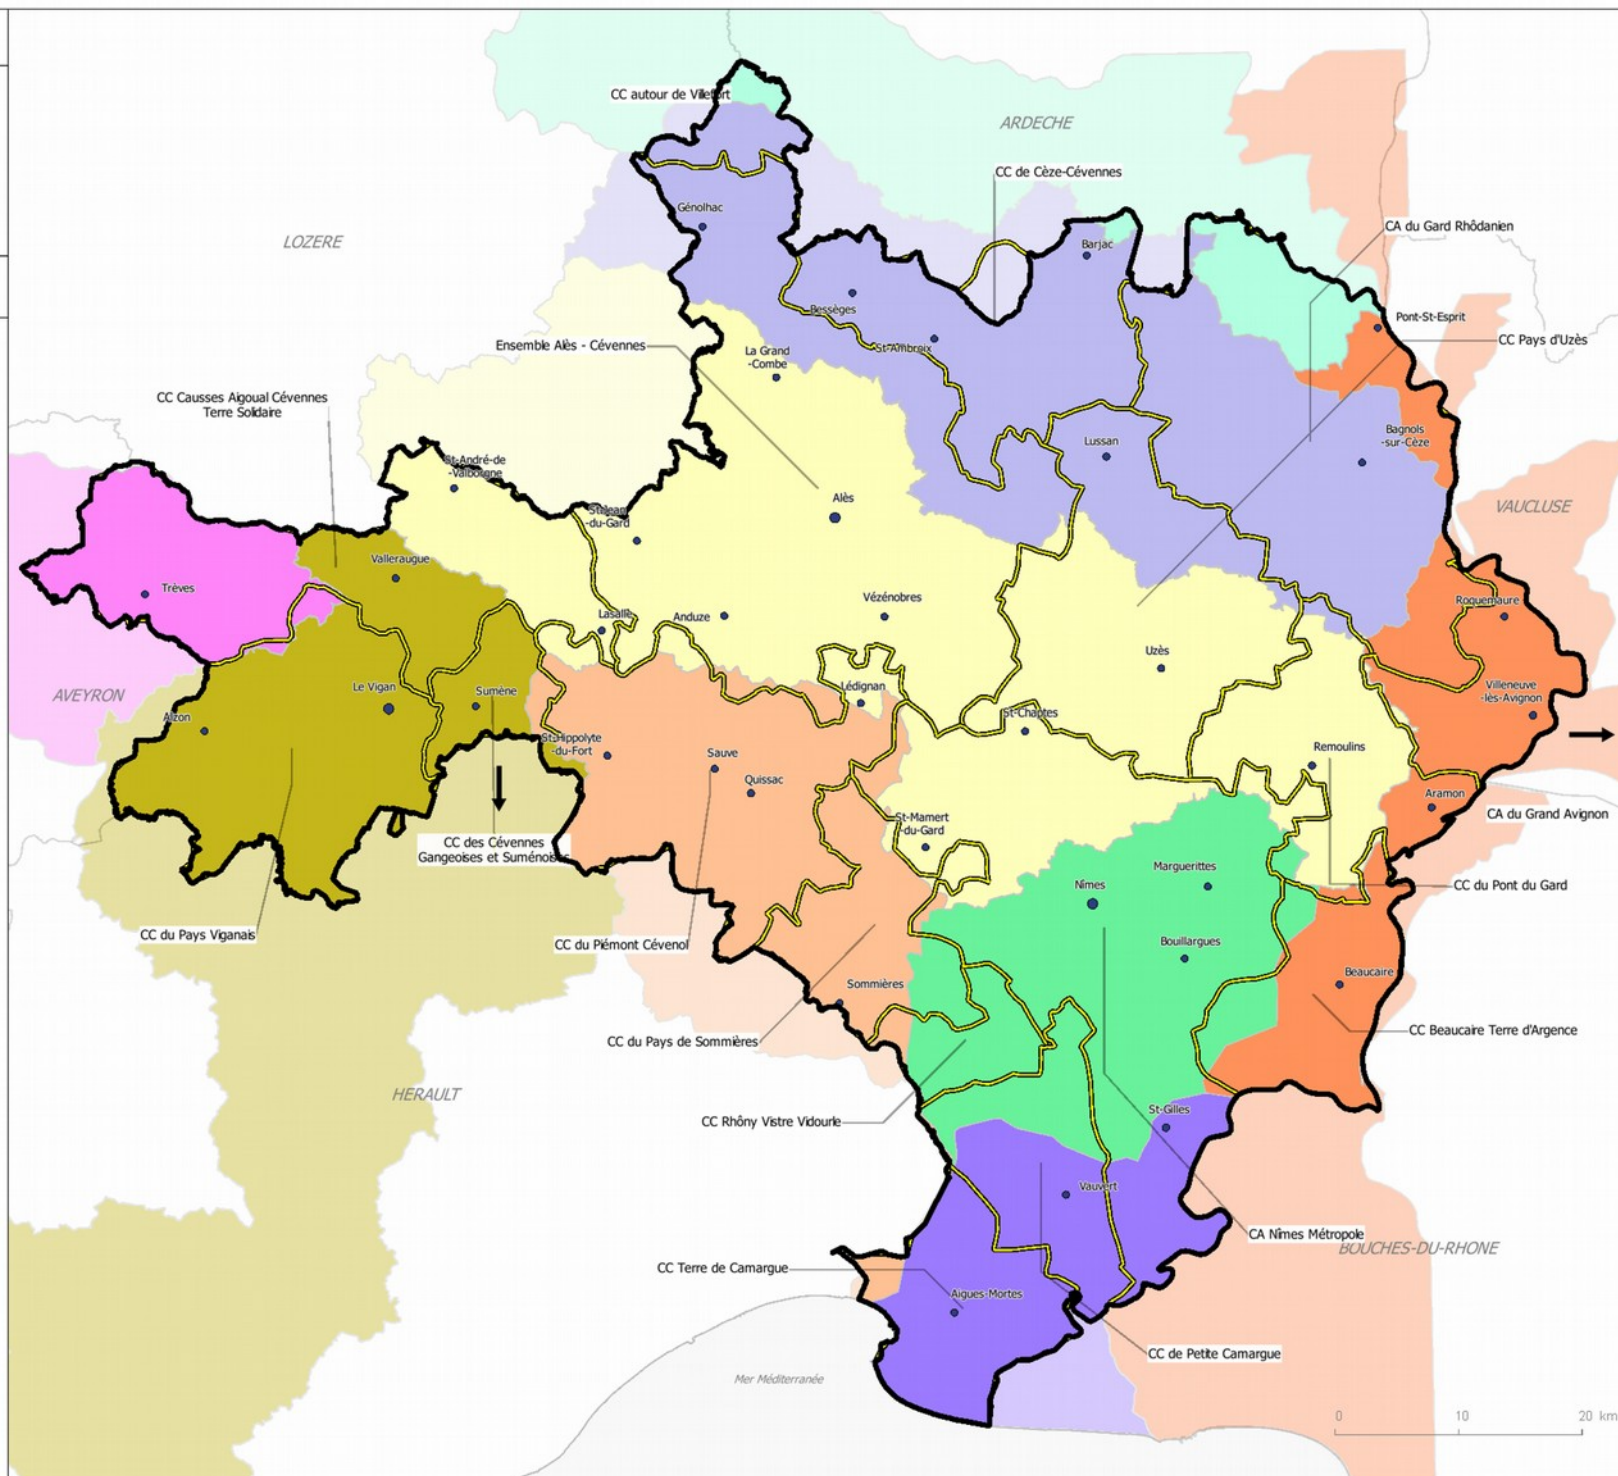 CC autour de Villefort
ARDECHE
CC de Cèze-Cévennes
Génolhac
CA du Gard Rhôdanien
LOZERE
Barjac
Bessèges
Pont-St-Esprit
CC Pays d'Uzès
Ensemble Alès - Cévennes
La Grand
-Combe
St-Ambroix
CC Causses Aigoual Cévennes
Terre Solidaire
Lussan
Bagnols
-sur-Cèze
St-André-de
-Valborgne
Alès
VAUCLUSE
St-Jean
-du-Gard
Valleraugue
Trèves
Lasalle
Anduze
Vézénobres
Roquemaure
Uzès
AVEYRON
Le Vigan
Sumène
Lédignan
Villeneuve
-lès-Avignon
Alzon
St-Chaptes
St-Hippolyte
-du-Fort
Sauve
Quissac
Remoulins
Aramon
CA du Grand Avignon
St-Mamert
-du-Gard
CC des Cévennes
Gangeoises et Suménoises
Marguerittes
Nîmes
CC du Pont du Gard
CC du Pays Viganais
CC du Piémont Cévenol
Bouillargues
Beaucaire
Sommières
CC du Pays de Sommières
CC Beaucaire Terre d'Argence
HERAULT
CC Rhôny Vistre Vidourle
St-Gilles
Vauvert
CA Nîmes Métropole
BOUCHES-DU-RHONE
CC Terre de Camargue
Aigues-Mortes
CC de Petite Camargue
Mer Méditerranée
0 10 20 km